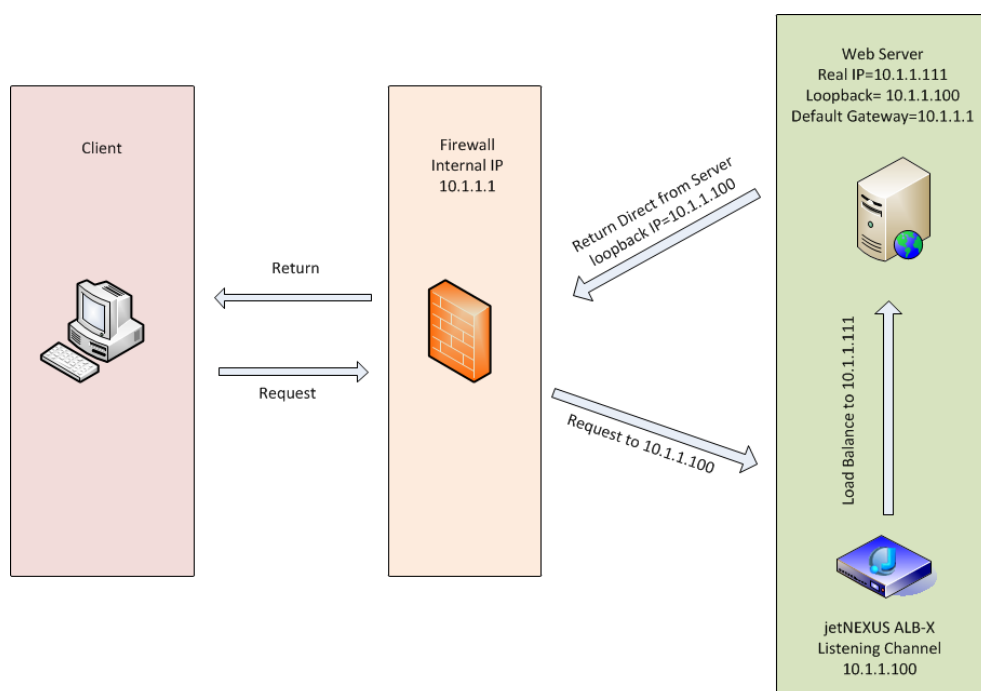 Client
Firewall
Internal IP
10.1.1.1
Web Server
Real IP=10.1.1.111
Loopback= 10.1.1.100
Default Gateway=10.1.1.1
Return Direct from Server
loopback IP=10.1.1.100
Return
Request
Request to 10.1.1.100
Load Balance to 10.1.1.111
jetNEXUS ALB-X
Listening Channel
10.1.1.100